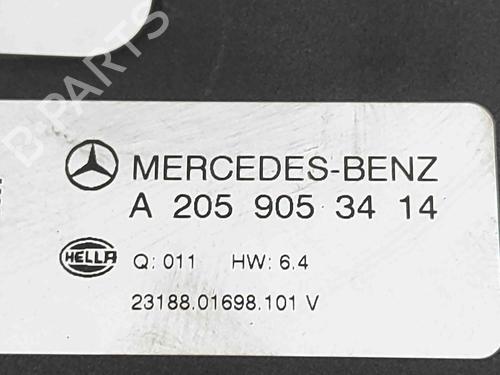 B-PARTS
MERCEDES-BENZ
A 205 905 34 14
HELLA Q: 011 HW: 6.4
23188.01698.101 V